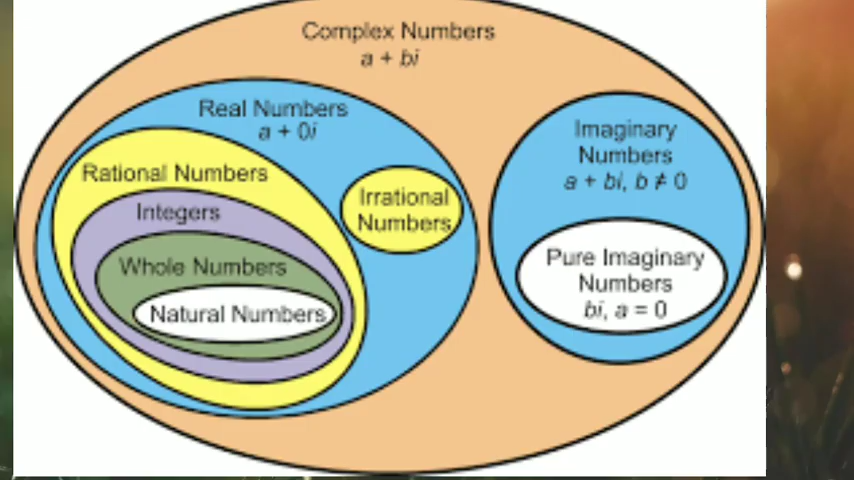 Complex Numbers
a + bi
Real Numbers
a + 0i
Rational Numbers
Integers
Whole Numbers
Natural Numbers
Irrational
Numbers
Imaginary
Numbers
a + bi, b ≠ 0
Pure Imaginary
Numbers
bi, a = 0